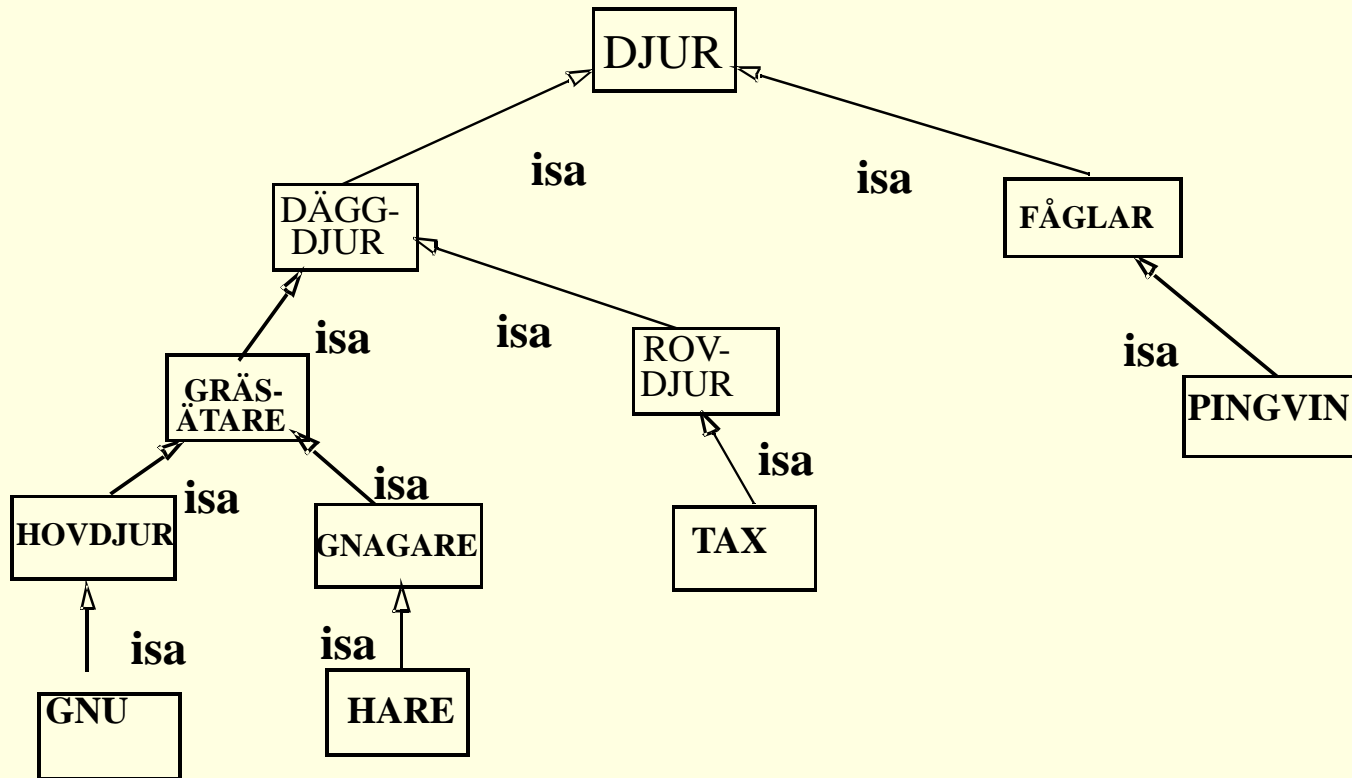 DJUR
isa
isa
DÄGG-
DJUR
FÅGLAR
isa
isa
isa
GRÄS-
ÄTARE
ROV-
DJUR
PINGVIN
isa
isa
isa
HOVDJUR
GNAGARE
TAX
isa
isa
GNU
HARE